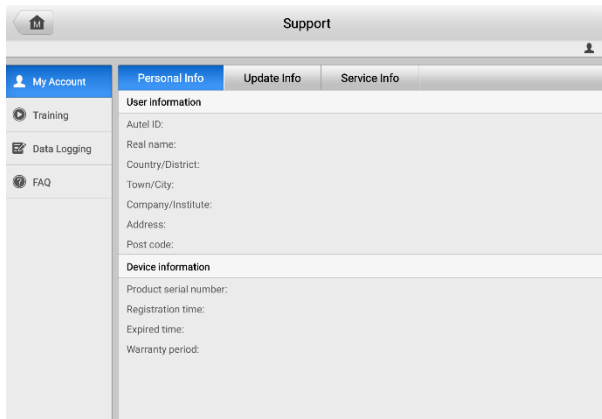 M
Support
My Account
Training
Data Logging
FAQ
Personal Info
Update Info
Service Info
User information
Autel ID:
Real name:
Country/District:
Town/City:
Company/Institute:
Address:
Post code:
Device information
Product serial number:
Registration time:
Expired time:
Warranty period: